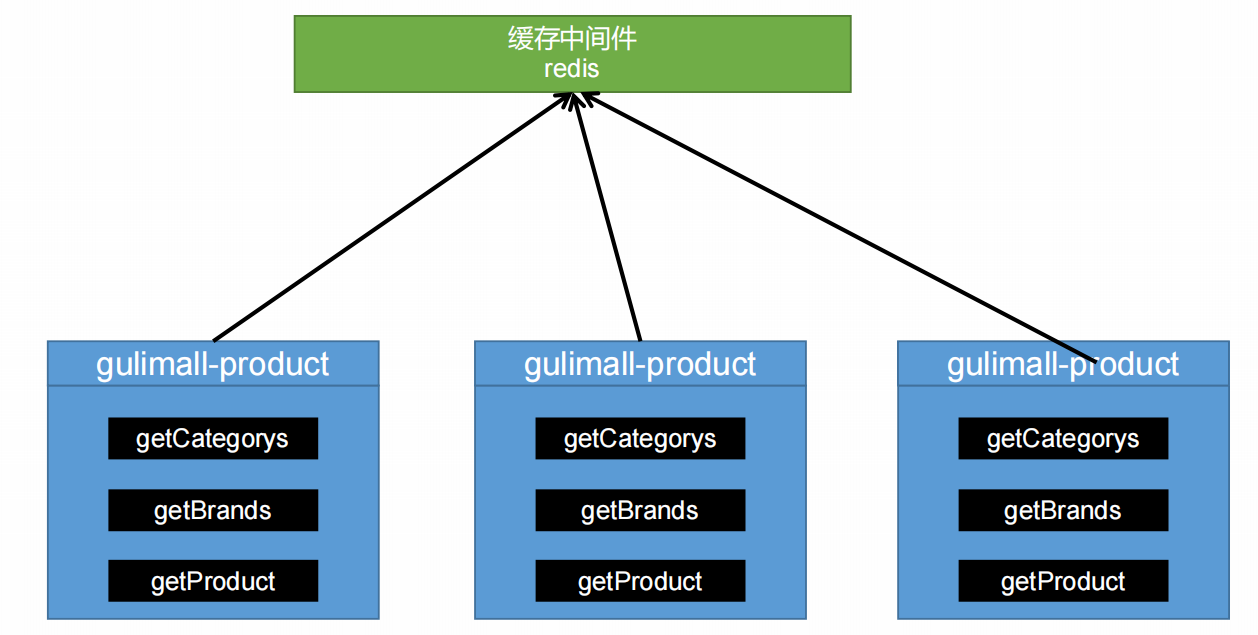 缓存中间件
redis
gulimall-product
getCategorys
getBrands
getProduct
gulimall-product
getCategorys
getBrands
getProduct
gulimall-product
getCategorys
getBrands
getProduct